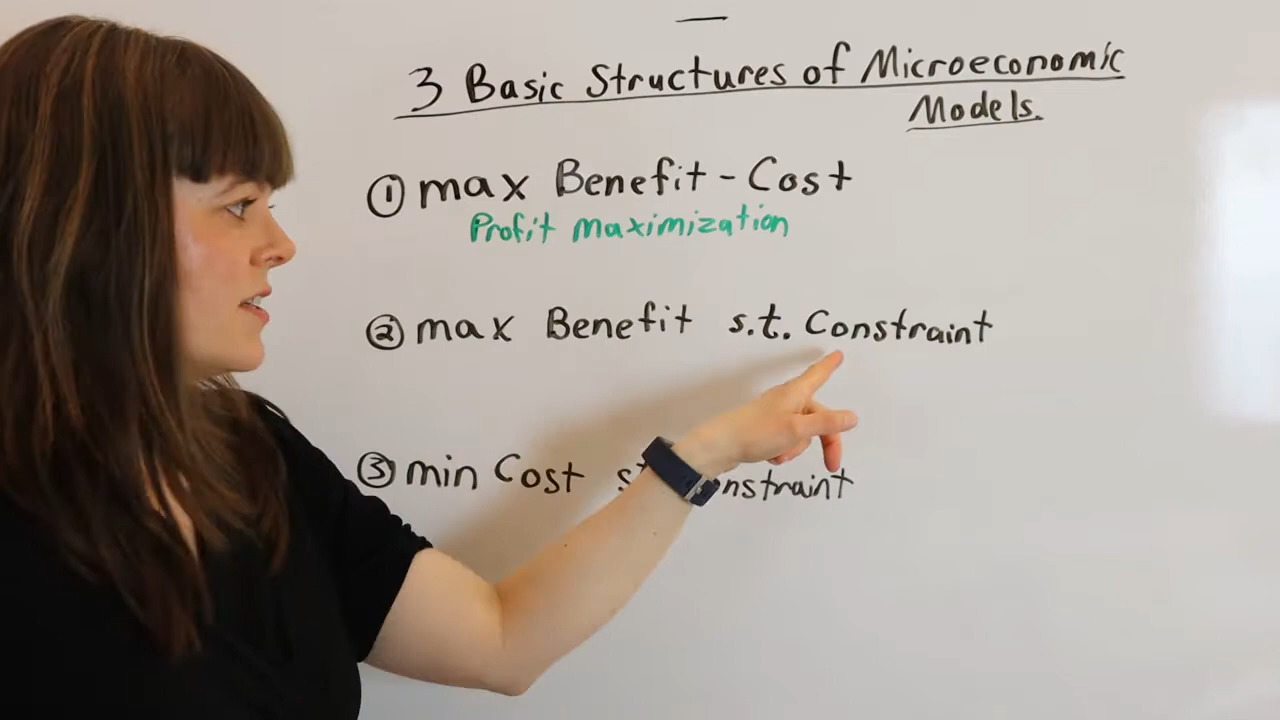 3 Basic Structures of Microeconomic
Models.
① max Benefit - Cost
Profit maximization
② max Benefit s.t. Constraint
③ min Cost